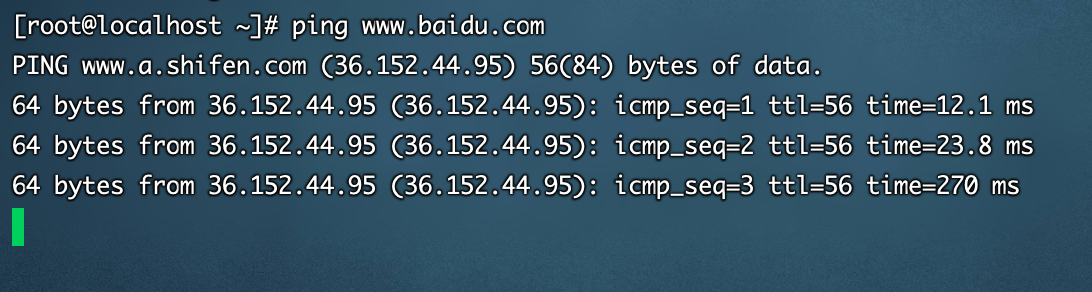 [root@localhost ~]# ping www.baidu.com
PING www.a.shifen.com (36.152.44.95) 56(84) bytes of data.
64 bytes from 36.152.44.95 (36.152.44.95): icmp_seq=1 ttl=56 time=12.1 ms
64 bytes from 36.152.44.95 (36.152.44.95): icmp_seq=2 ttl=56 time=23.8 ms
64 bytes from 36.152.44.95 (36.152.44.95): icmp_seq=3 ttl=56 time=270 ms